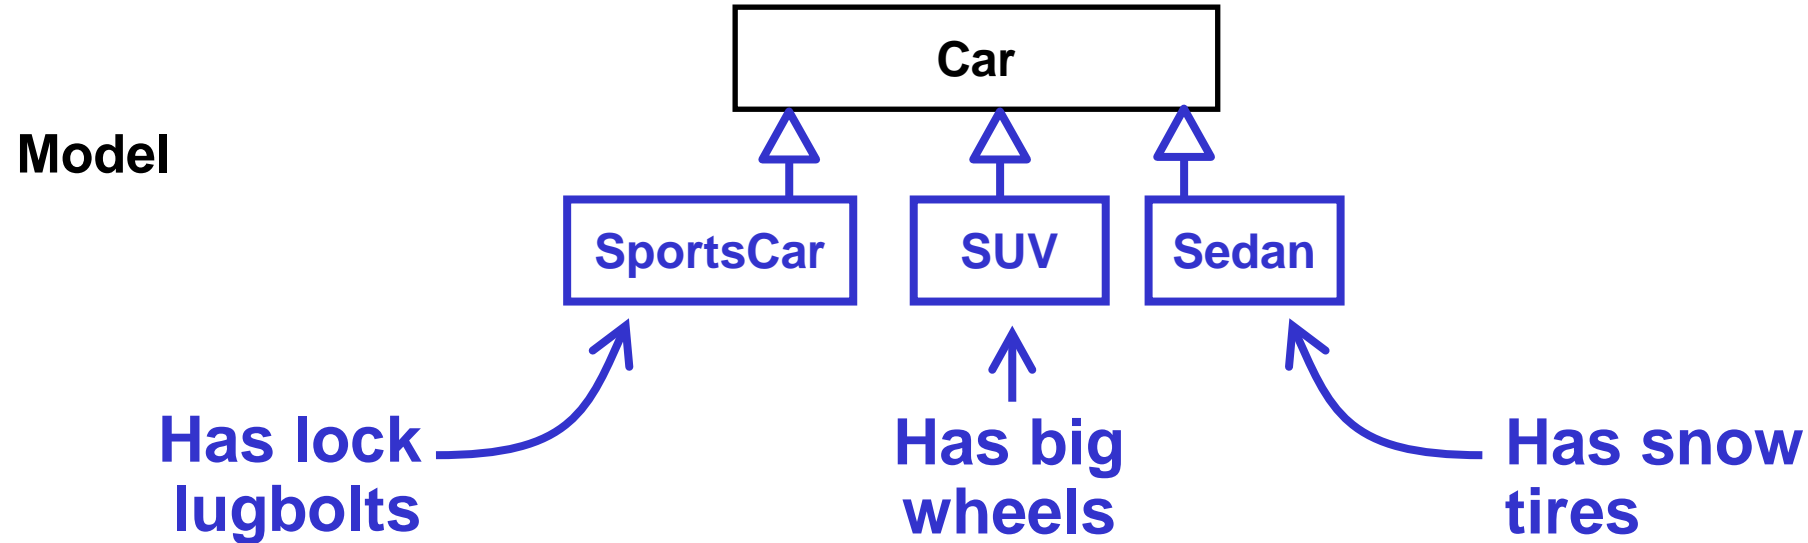 Car
Model
SportsCar
SUV
Sedan
Has lock
lugbolts
Has big
wheels
Has snow
tires